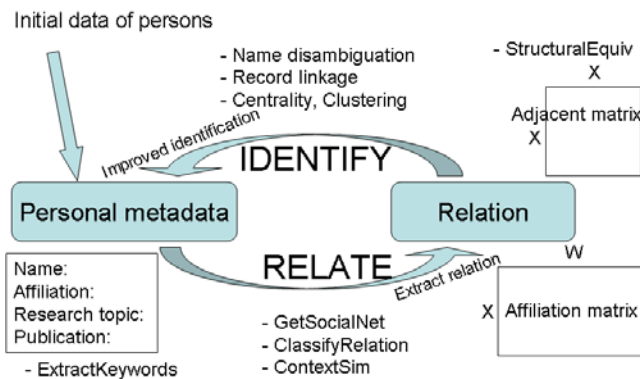 Initial data of persons
- Name disambiguation
- Record linkage
- Centrality, Clustering
- StructuralEquiv
X
X
Adjacent matrix
Improved identification
IDENTIFY
Personal metadata
Relation
RELATE
Extract relation
W
X
Affiliation matrix
Name:
Affiliation:
Research topic:
Publication:
- ExtractKeywords
- GetSocialNet
- ClassifyRelation
- ContextSim